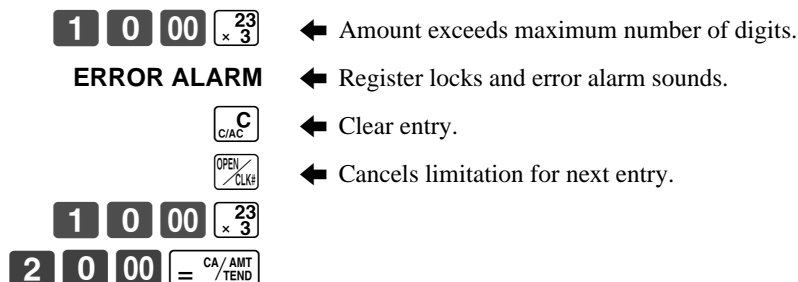 1 0 00 23 × 3 Amount exceeds maximum number of digits.
ERROR ALARM Register locks and error alarm sounds.
C C/AC Clear entry.
OPEN/CLK# Cancels limitation for next entry.
1 0 00 23 × 3
2 0 00 = CA/AMT TEND